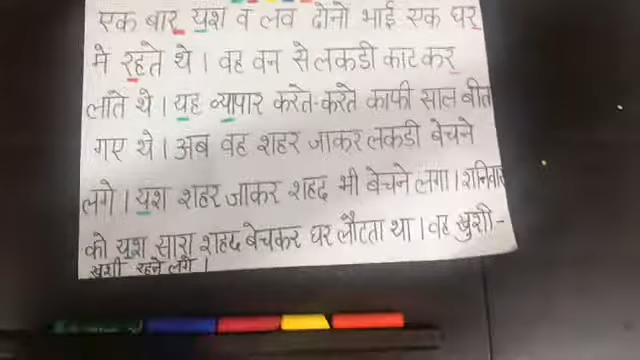 एक बार यश व लव दोनो भाई एक घर
मे रहते थे। वह वन से लकडी काट कर
लाते थे। यह व्यापार करते-करते काफी साल बीत
गए थे। अब वह शहर जाकर लकडी बेचने
लगे। यश शहर जाकर शहद भी बेचने लगा। शनिवार
को यश सारा शहद बेचकर घर लौटता था। वह खुशी-
खुशी रहने लगे।